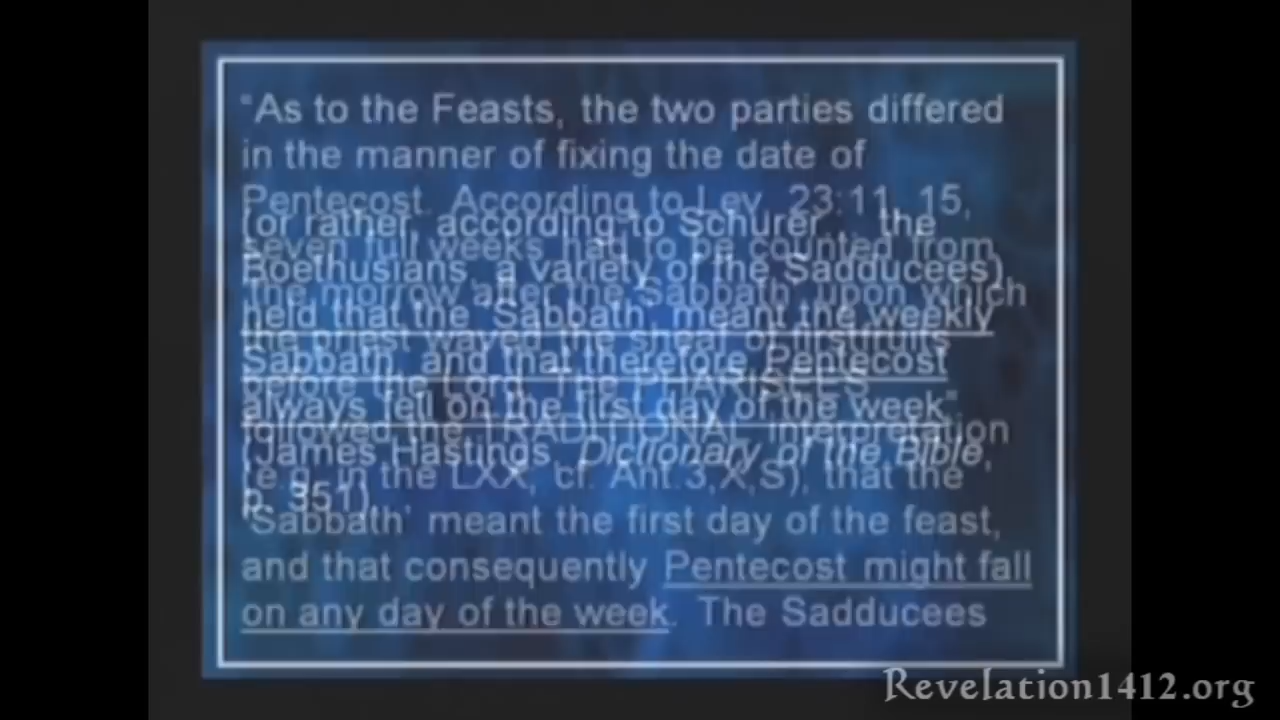 "As to the Feasts, the two parties differed
in the manner of fixing the date of
Pentecost. According to Lev. 23:11, 15,
seven full weeks had to be counted from
'the morrow after the Sabbath' upon which
the priest waved the sheaf of firstfruits
before the Lord. The PHARISEES
followed the TRADITIONAL interpretation
(e.g. in the LXX, cf. Ant.3,X,S), that the
'Sabbath' meant the first day of the feast,
and that consequently Pentecost might fall
on any day of the week. The Sadducees
(or rather, according to Schurer . . the
Boethusians, a variety of the Sadducees),
held that the 'Sabbath' meant the weekly
Sabbath, and that therefore Pentecost
always fell on the first day of the week"
(James Hastings, Dictionary of the Bible,
p. 351).
Revelation1412.org